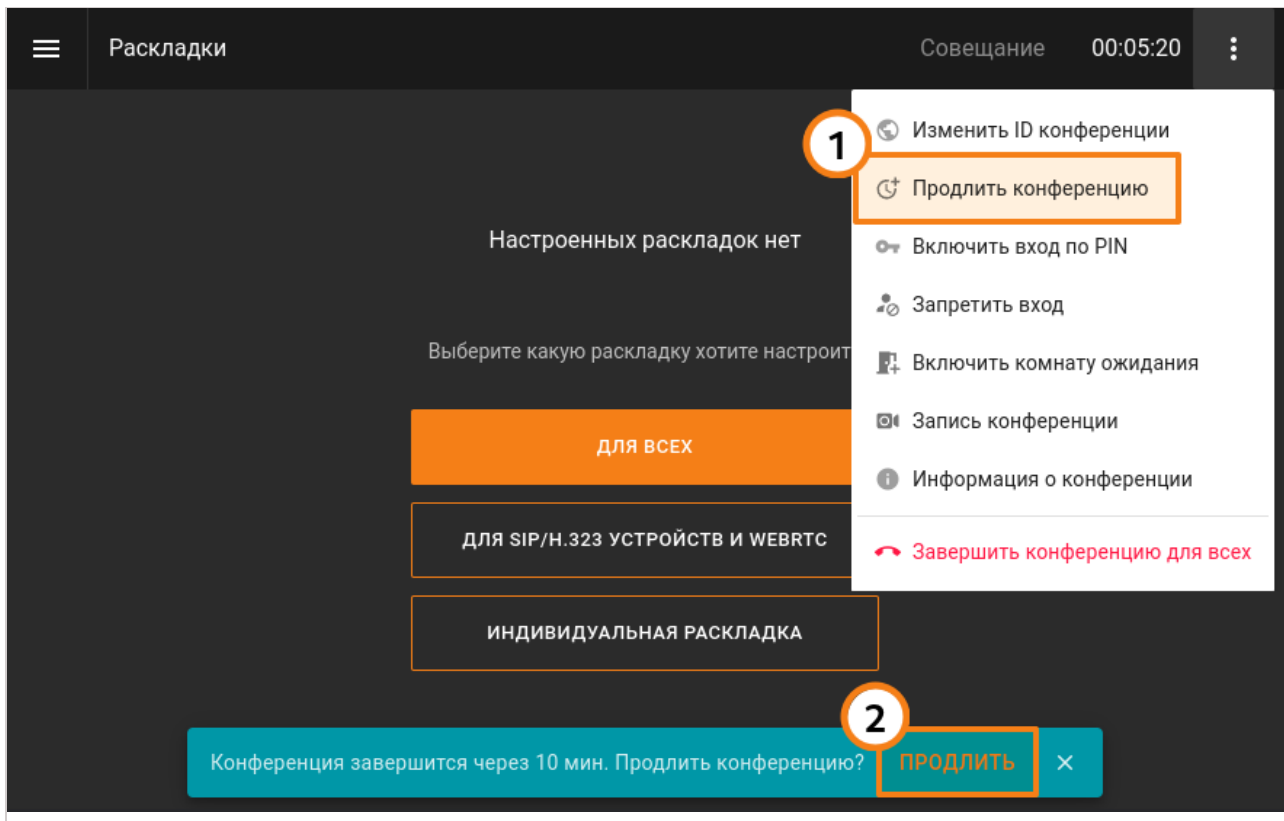 Раскладки
Совещание 00:05:20
1
Изменить ID конференции
Продлить конференцию
Включить вход по PIN
Запретить вход
Включить комнату ожидания
Запись конференции
Информация о конференции
Завершить конференцию для всех
Настроенных раскладок нет
Выберите какую раскладку хотите настроит
ДЛЯ ВСЕХ
ДЛЯ SIP/H.323 УСТРОЙСТВ И WEBRTC
ИНДИВИДУАЛЬНАЯ РАСКЛАДКА
2
Конференция завершится через 10 мин. Продлить конференцию? ПРОДЛИТЬ